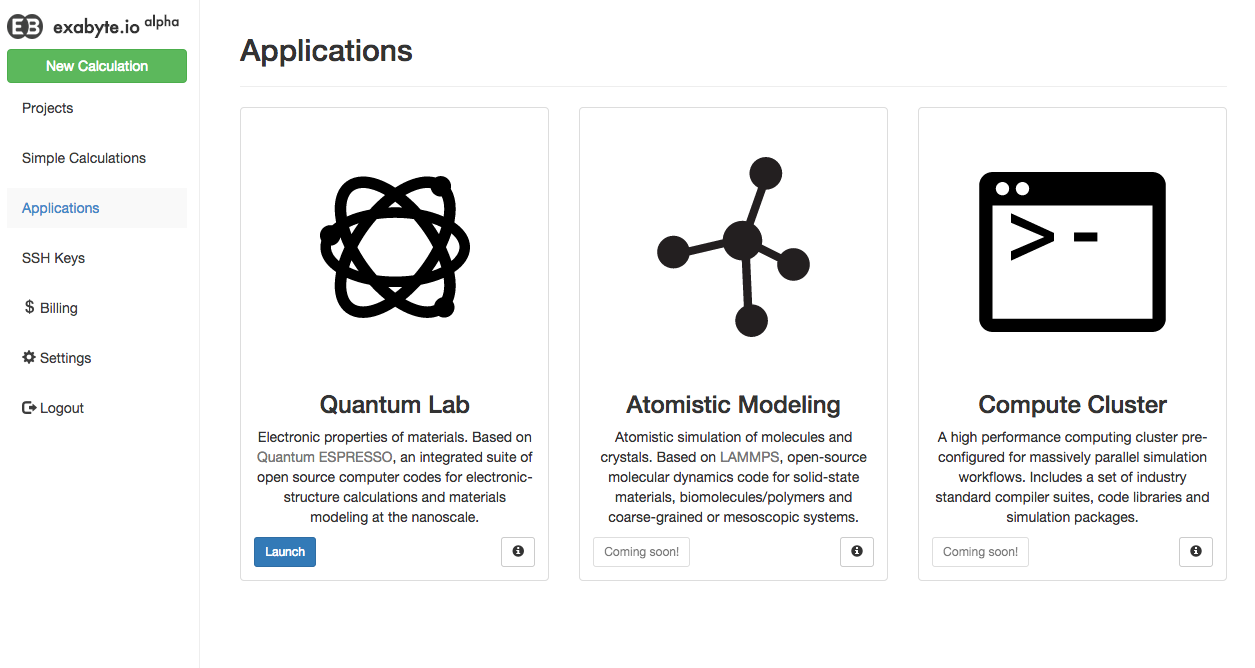 EB exabyte.io alpha
New Calculation
Projects
Simple Calculations
Applications
SSH Keys
$ Billing
Settings
Logout
Applications
>-
Quantum Lab
Electronic properties of materials. Based on
Quantum ESPRESSO, an integrated suite of
open source computer codes for electronic-
structure calculations and materials
modeling at the nanoscale.
Launch
Atomistic Modeling
Atomistic simulation of molecules and
crystals. Based on LAMMPS, open-source
molecular dynamics code for solid-state
materials, biomolecules/polymers and
coarse-grained or mesoscopic systems.
Coming soon!
Compute Cluster
A high performance computing cluster pre-
configured for massively parallel simulation
workflows. Includes a set of industry
standard compiler suites, code libraries and
simulation packages.
Coming soon!